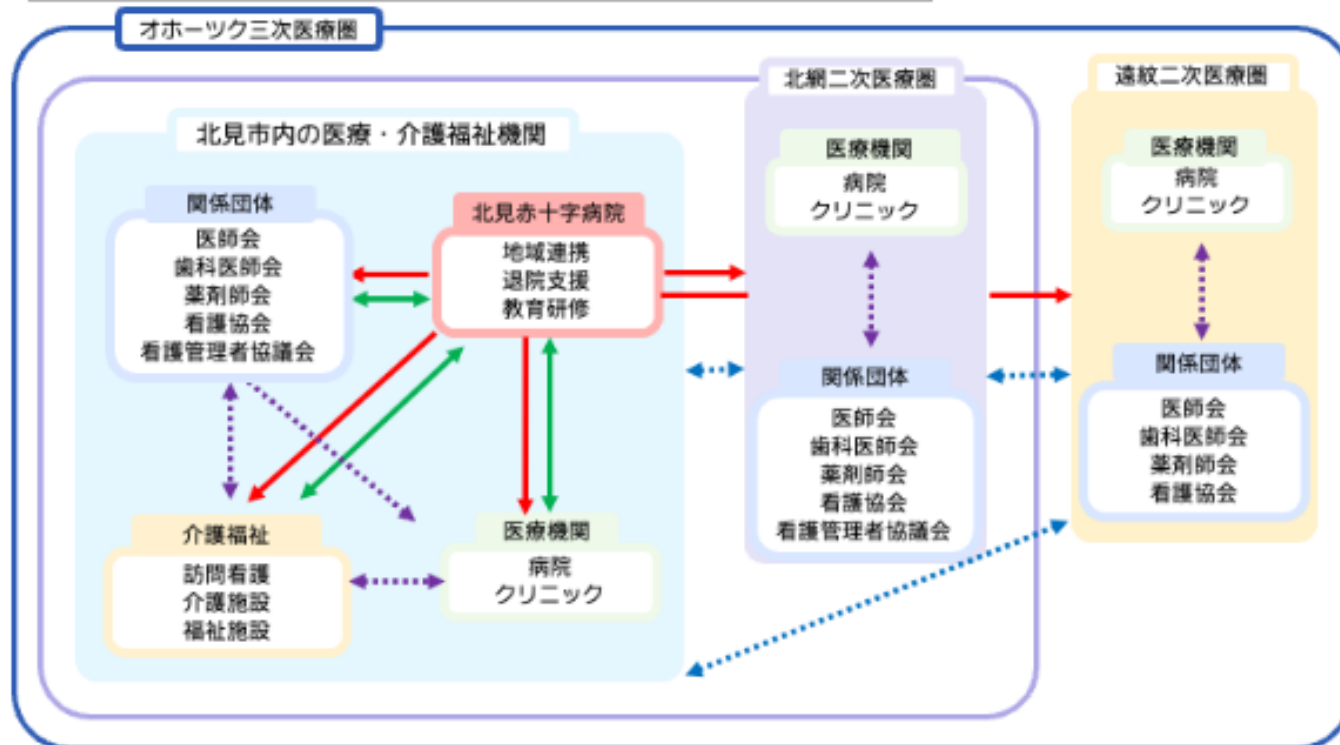 オホーツク三次医療圏
北網二次医療圏
遠紋二次医療圏
北見市内の医療・介護福祉機関
関係団体
医師会
歯科医師会
薬剤師会
看護協会
看護管理者協議会
北見赤十字病院
地域連携
退院支援
教育研修
介護福祉
訪問看護
介護施設
福祉施設
医療機関
病院
クリニック
医療機関
病院
クリニック
関係団体
医師会
歯科医師会
薬剤師会
看護協会
看護管理者協議会
医療機関
病院
クリニック
関係団体
医師会
歯科医師会
薬剤師会
看護協会